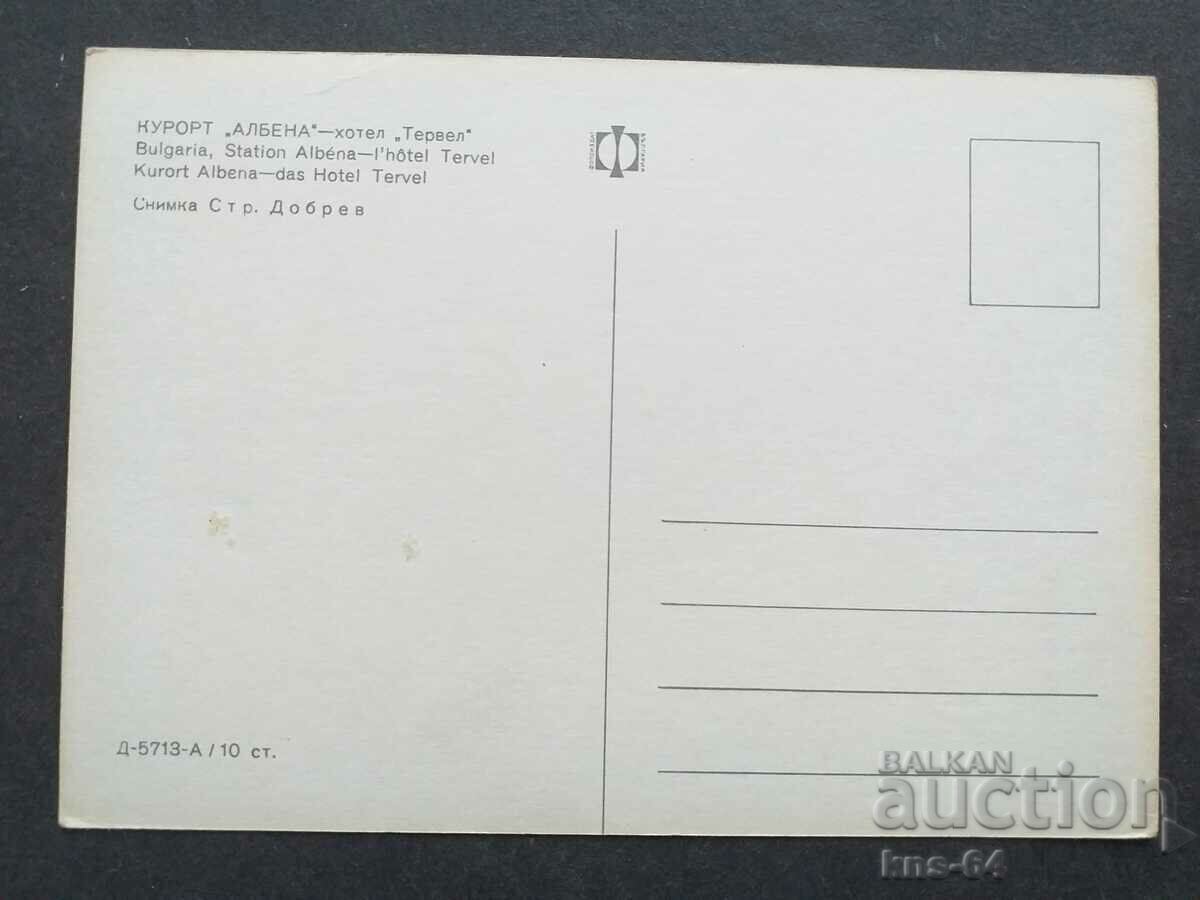 КУРОРТ „АЛБЕНА“—хотел „Тервел“
Bulgaria, Station Albéna—l'hôtel Tervel
Kurort Albena—das Hotel Tervel
Снимка Стр. Добрев
Д-5713-А / 10 ст.
BALKAN
auction
kns-64